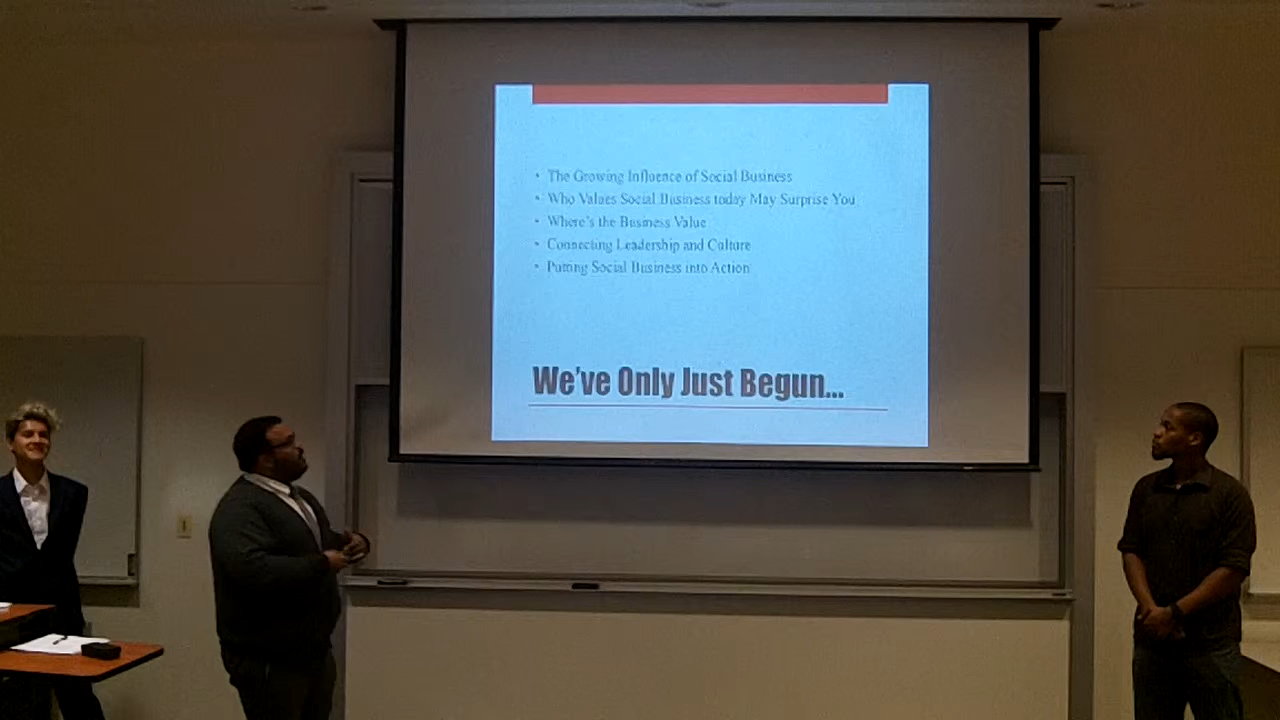 • The Growing Influence of Social Business
• Who Values Social Business today May Surprise You
• Where's the Business Value
• Connecting Leadership and Culture
• Putting Social Business into Action
We've Only Just Begun...